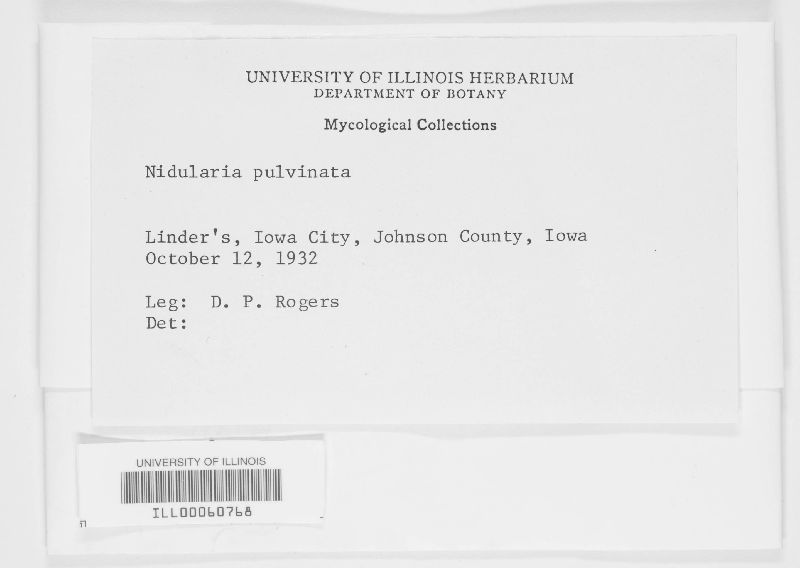 UNIVERSITY OF ILLINOIS HERBARIUM
DEPARTMENT OF BOTANY
Mycological Collections
Nidularia pulvinata
Linder's, Iowa City, Johnson County, Iowa
October 12, 1932
Leg: D. P. Rogers
Det:
UNIVERSITY OF ILLINOIS
ILL00060768